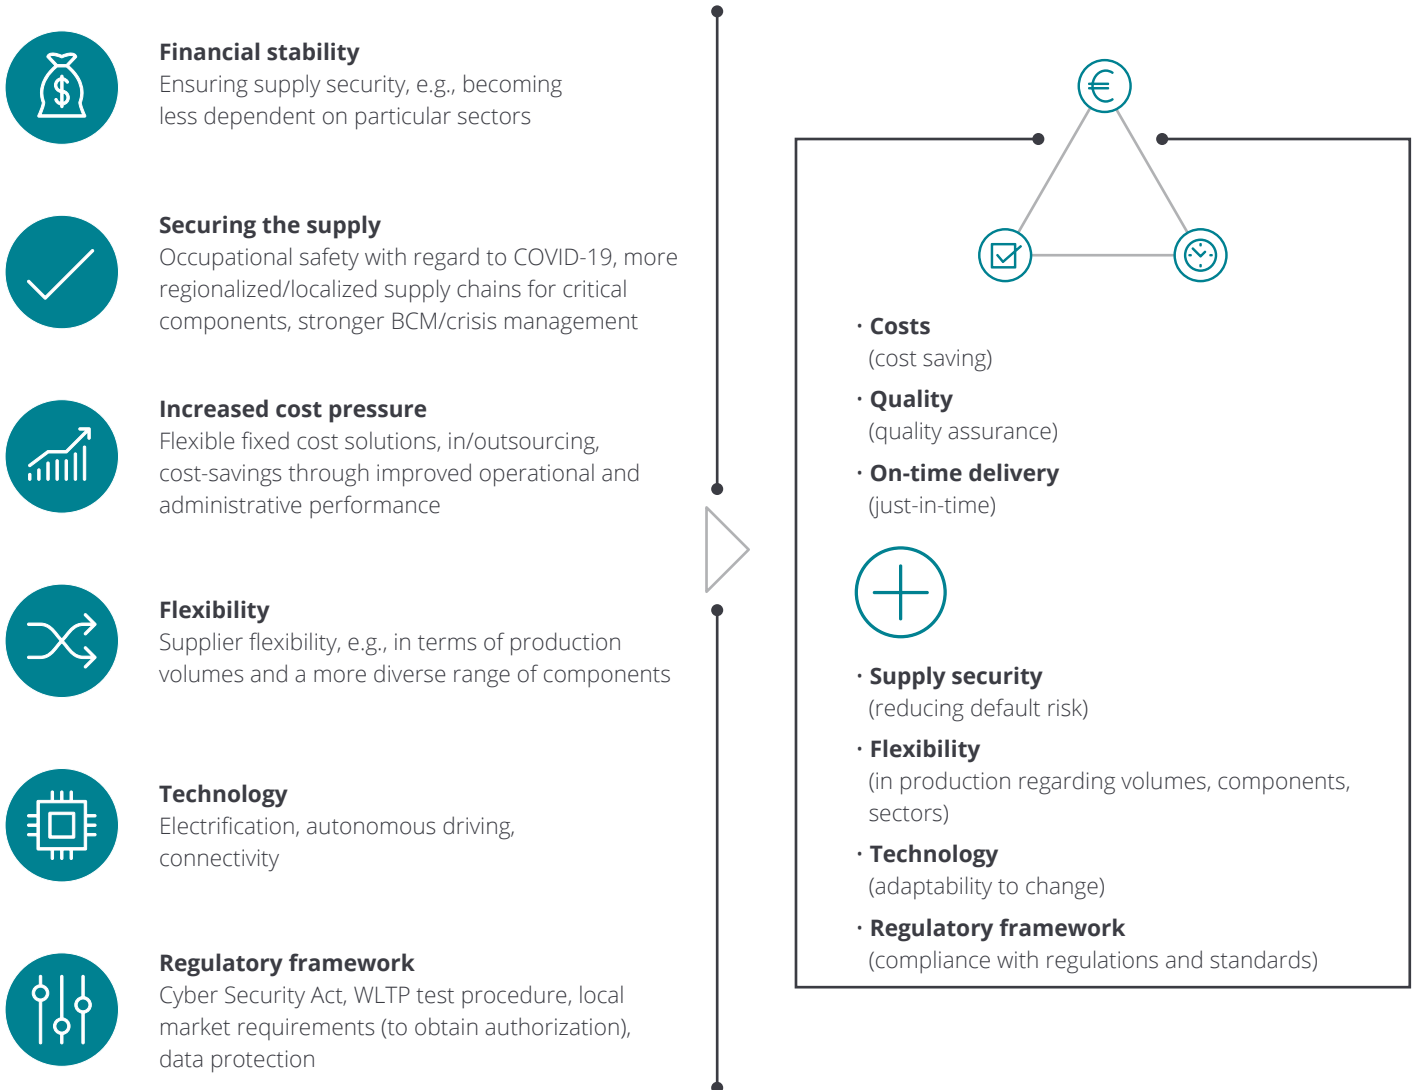 Financial stability
Ensuring supply security, e.g., becoming
less dependent on particular sectors
Securing the supply
Occupational safety with regard to COVID-19, more
regionalized/localized supply chains for critical
components, stronger BCM/crisis management
Increased cost pressure
Flexible fixed cost solutions, in/outsourcing,
cost-savings through improved operational and
administrative performance
Flexibility
Supplier flexibility, e.g., in terms of production
volumes and a more diverse range of components
Technology
Electrification, autonomous driving,
connectivity
Regulatory framework
Cyber Security Act, WLTP test procedure, local
market requirements (to obtain authorization),
data protection
· Costs
(cost saving)
· Quality
(quality assurance)
· On-time delivery
(just-in-time)
· Supply security
(reducing default risk)
· Flexibility
(in production regarding volumes, components,
sectors)
· Technology
(adaptability to change)
· Regulatory framework
(compliance with regulations and standards)